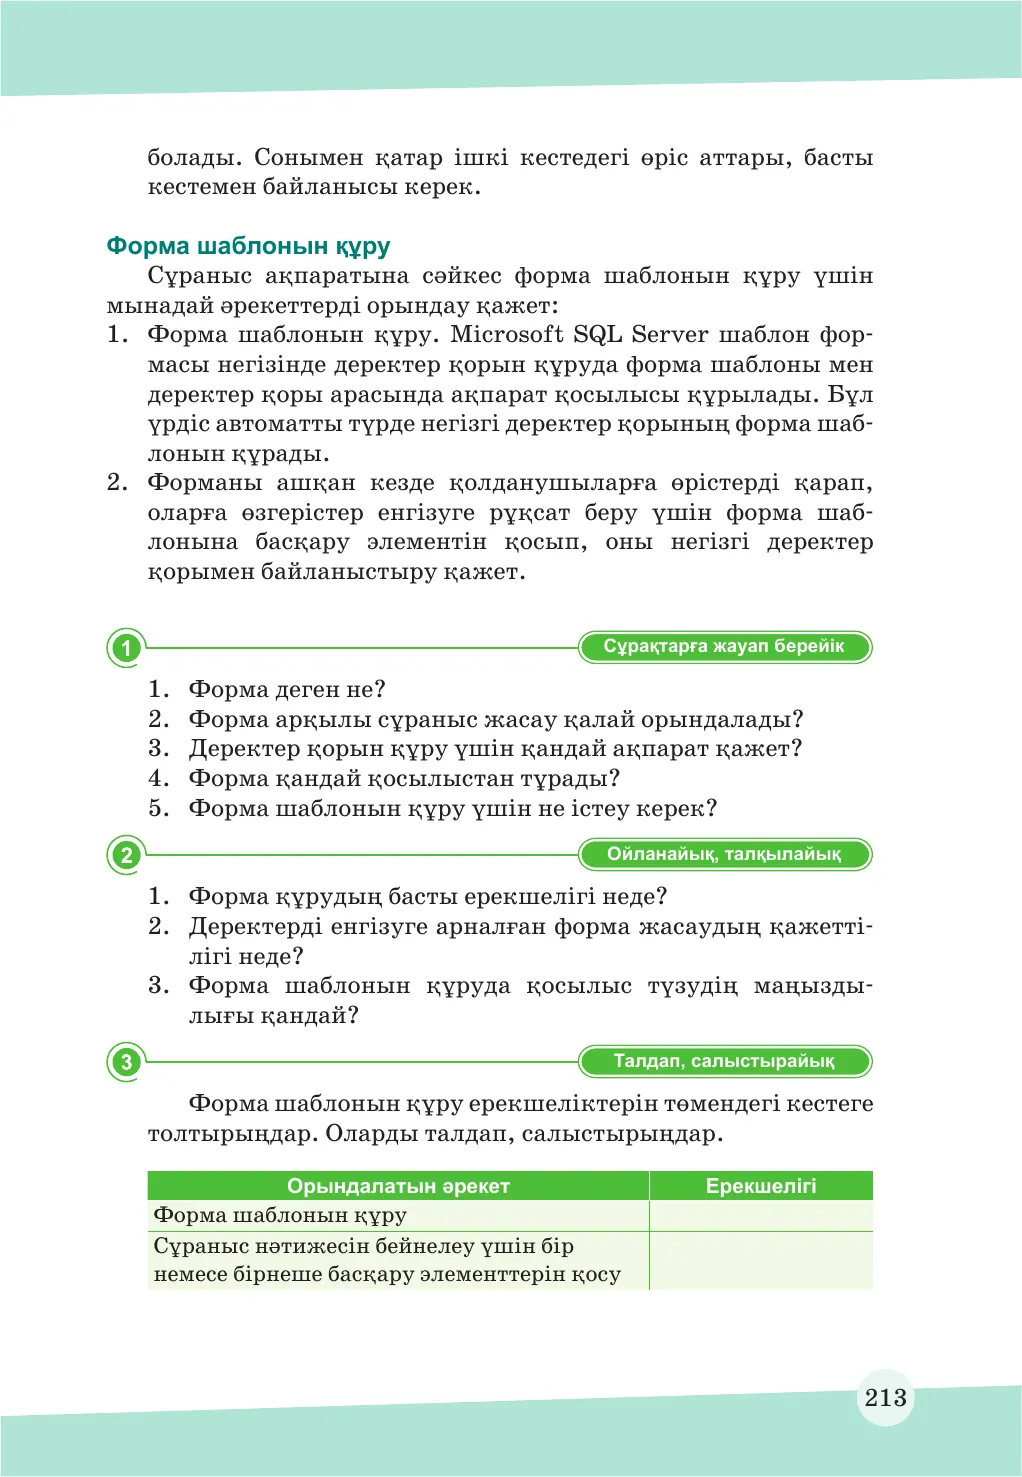 болады. Сонымен қатар ішкі кестедегі өріс аттары, басты
кестемен байланысы керек.
Форма шаблонын құру
Сұраныс ақпаратына сәйкес форма шаблонын құру үшін
мынадай әрекеттерді орындау қажет:
1. Форма шаблонын құру. Microsoft SQL Server шаблон фор-
масы негізінде деректер қорын құруда форма шаблоны мен
деректер қоры арасында ақпарат қосылысы құрылады. Бұл
үрдіс автоматты түрде негізгі деректер қорының форма шаб-
лонын құрады.
2. Форманы ашқан кезде қолданушыларға өрістерді қарап,
оларға өзгерістер енгізуге рұқсат беру үшін форма шаб-
лонына басқару элементін қосып, оны негізгі деректер
қорымен байланыстыру қажет.
1 Сұрақтарға жауап берейік
1. Форма деген не?
2. Форма арқылы сұраныс жасау қалай орындалады?
3. Деректер қорын құру үшін қандай ақпарат қажет?
4. Форма қандай қосылыстан тұрады?
5. Форма шаблонын құру үшін не істеу керек?
2 Ойланайық, талқылайық
1. Форма құрудың басты ерекшелігі неде?
2. Деректерді енгізуге арналған форма жасаудың қажетті-
лігі неде?
3. Форма шаблонын құруда қосылыс түзудің маңызды-
лығы қандай?
3 Талдап, салыстырайық
Форма шаблонын құру ерекшеліктерін төмендегі кестеге
толтырыңдар. Оларды талдап, салыстырыңдар.
Орындалатын әрекет Ерекшелігі
Форма шаблонын құру
Сұраныс нәтижесін бейнелеу үшін бір
немесе бірнеше басқару элементтерін қосу
213